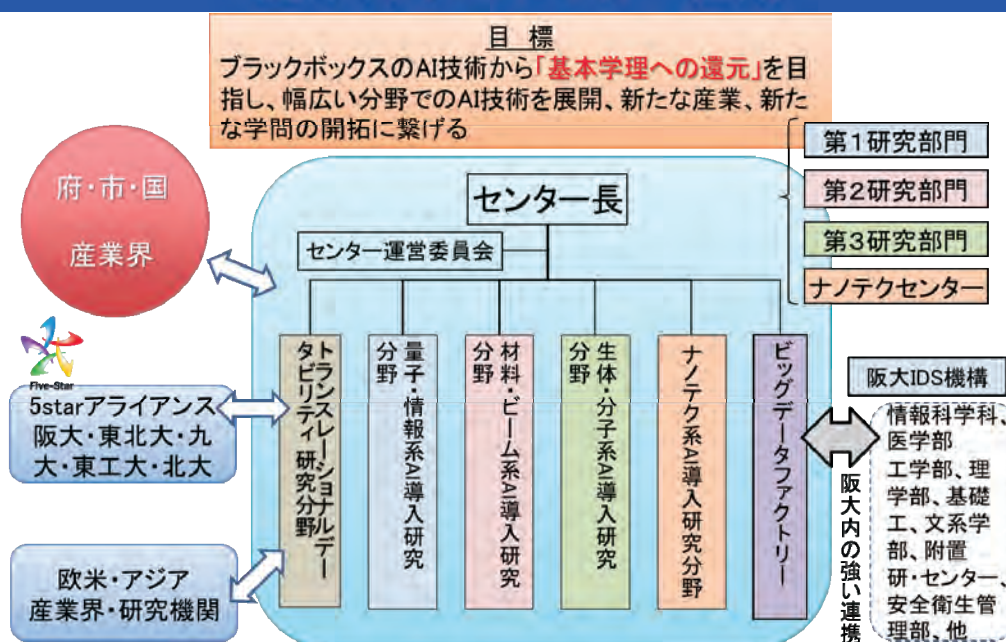 目 標
ブラックボックスのAI技術から「基本学理への還元」を目
指し、幅広い分野でのAI技術を展開、新たな産業、新た
な学問の開拓に繋げる
府・市・国
産業界
センター長
センター運営委員会
第1研究部門
第2研究部門
第3研究部門
ナノテクセンター
Five-Star
5starアライアンス
阪大・東北大・九
大・東工大・北大
欧米・アジア
産業界・研究機関
トランスレーショナルデー
タビリティ研究分野
量子・情報系AI導入研究
分野
材料・ビーム系AI導入研究
分野
生体・分子系AI導入研究
分野
ナノテク系AI導入研究分野
ビッグデータファクトリー
阪大IDS機構
阪大内の強い連携
情報科学科、
医学部
工学部、理
学部、基礎
工、文系学
部、附置
研・センター、
安全衛生管
理部、他